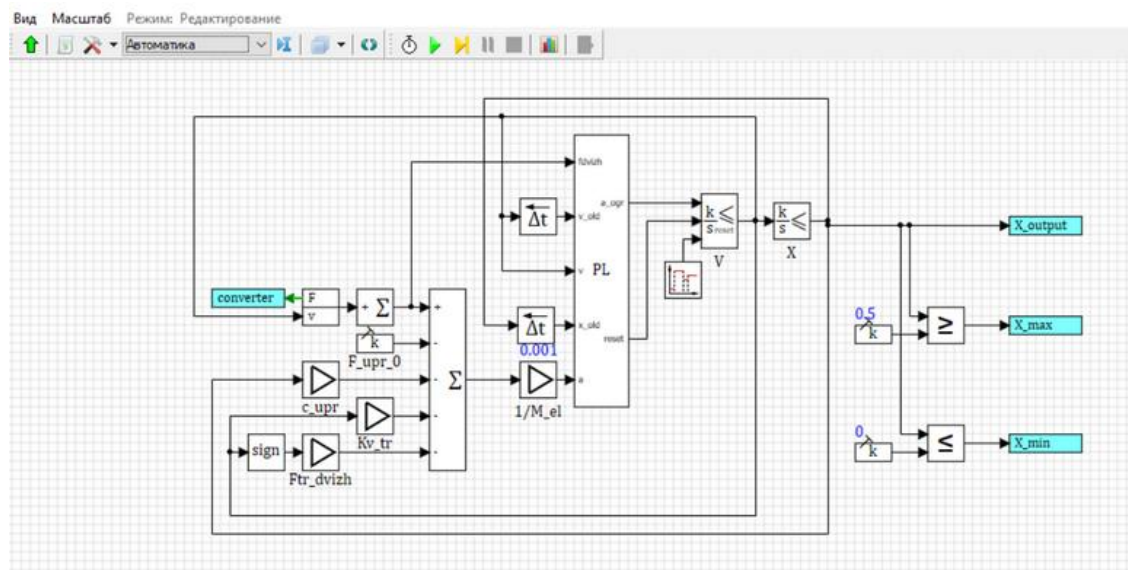 Вид Масштаб Режим: Редактирование
Автоматика
fdvizh
a_ogr
v_old
Δt
v PL
x_old
Δt
0.001
reset
a
1/M_el
k
s
≤
reset
V
k
s
≤
X
X_output
converter
F
v
+ Σ
k
F_upr_0
+
-
-
-
-
Σ
c_upr
Kv_tr
sign
Ftr_dvizh
0.5
k
≥
X_max
0
k
≤
X_min